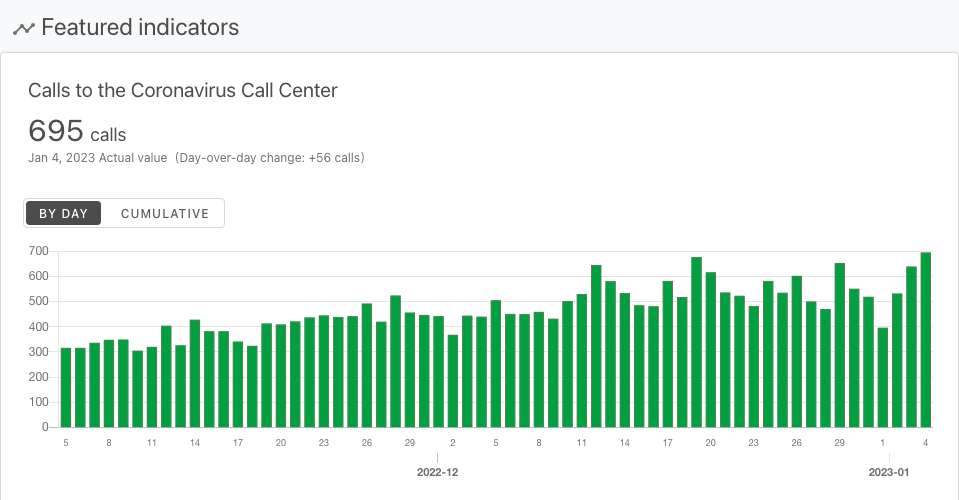 Featured indicators
Calls to the Coronavirus Call Center
695 calls
Jan 4, 2023 Actual value (Day-over-day change: +56 calls)
BY DAY CUMULATIVE
700
600
500
400
300
200
100
0
5 8 11 14 17 20 23 26 29 2 5 8 11 14 17 20 23 26 29 1 4
2022-12 2023-01